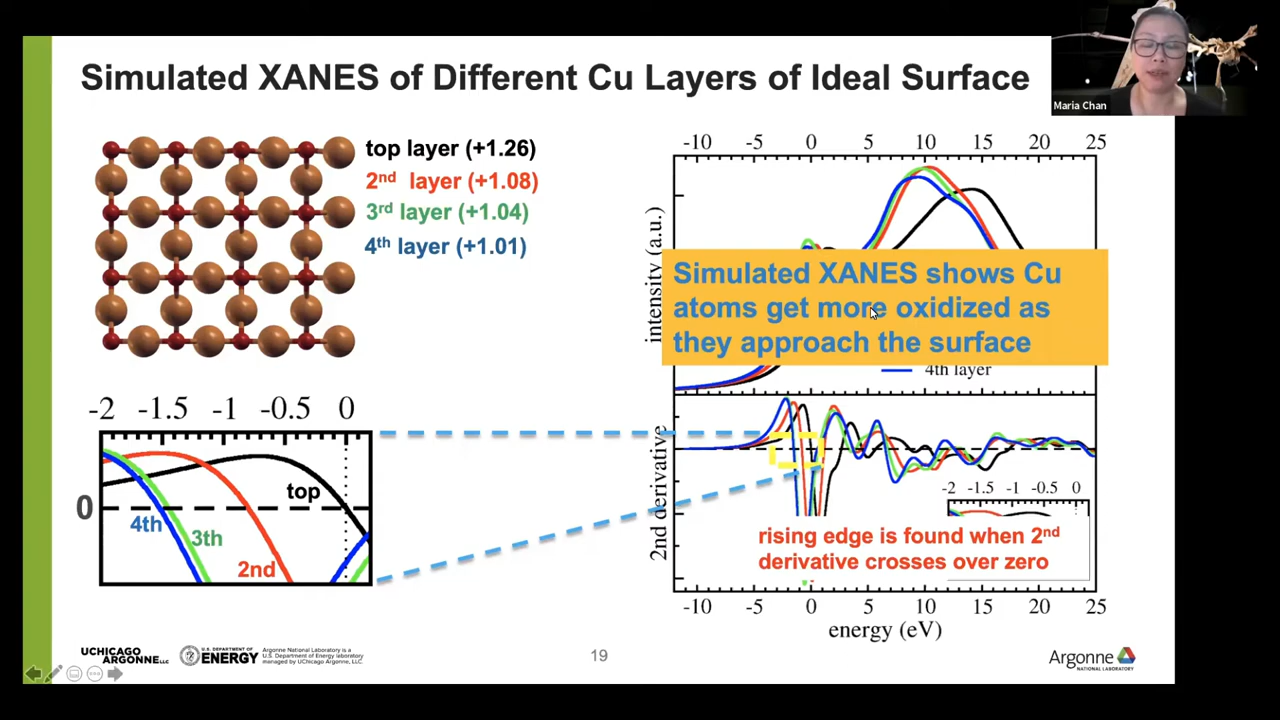 Simulated XANES of Different Cu Layers of Ideal Surface
Maria Chan
top layer (+1.26)
2nd layer (+1.08)
3rd layer (+1.04)
4th layer (+1.01)
-2 -1.5 -1 -0.5 0
0
top
4th
3th
2nd
-10 -5 0 5 10 15 20 25
intensity (a.u.)
Simulated XANES shows Cu
atoms get more oxidized as
they approach the surface
4th layer
2nd derivative
-2 -1.5 -1 -0.5 0
rising edge is found when 2nd
derivative crosses over zero
-10 -5 0 5 10 15 20 25
energy (eV)
UCHICAGO
ARGONNE LLC
U.S. DEPARTMENT OF
ENERGY
Argonne National Laboratory is a
U.S. Department of Energy laboratory
managed by UChicago Argonne, LLC.
19
Argonne
NATIONAL LABORATORY